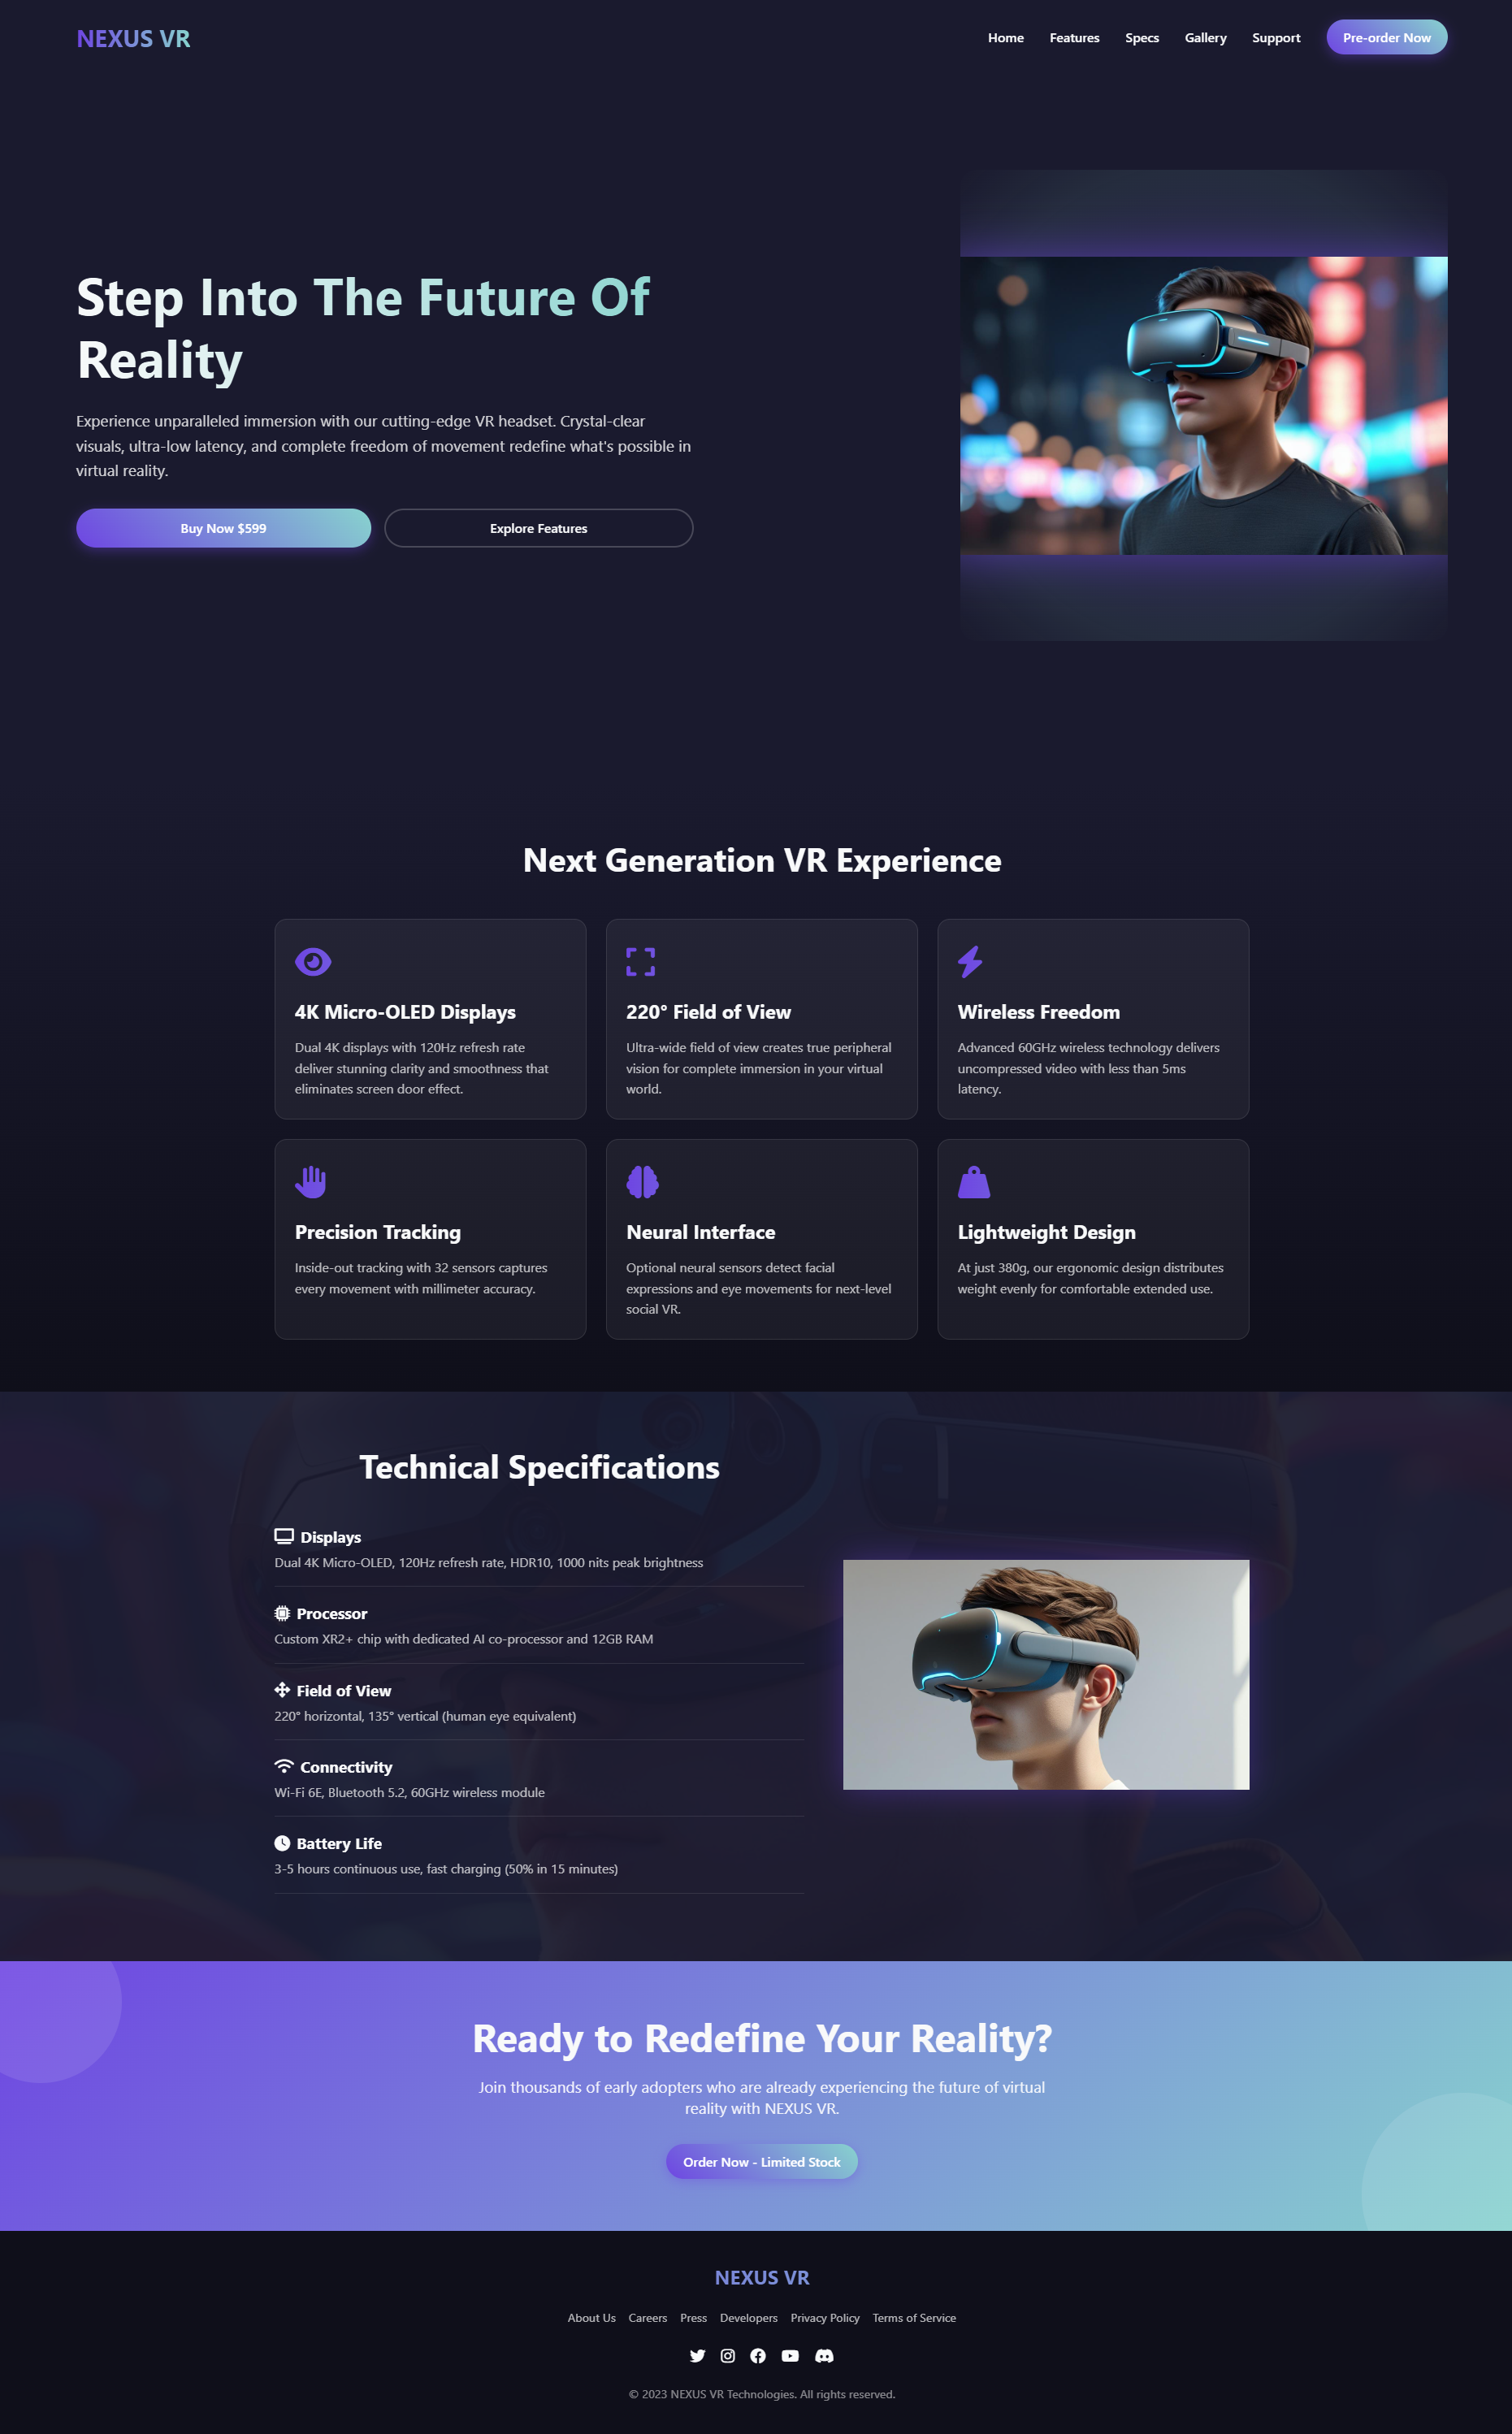 NEXUS VR
Home
Features
Specs
Gallery
Support
Pre-order Now
Step Into The Future Of
Reality
Experience unparalleled immersion with our cutting-edge VR headset. Crystal-clear
visuals, ultra-low latency, and complete freedom of movement redefine what's possible in
virtual reality.
Buy Now $599
Explore Features
Next Generation VR Experience
4K Micro-OLED Displays
Dual 4K displays with 120Hz refresh rate
deliver stunning clarity and smoothness that
eliminates screen door effect.
220° Field of View
Ultra-wide field of view creates true peripheral
vision for complete immersion in your virtual
world.
Wireless Freedom
Advanced 60GHz wireless technology delivers
uncompressed video with less than 5ms
latency.
Precision Tracking
Inside-out tracking with 32 sensors captures
every movement with millimeter accuracy.
Neural Interface
Optional neural sensors detect facial
expressions and eye movements for next-level
social VR.
Lightweight Design
At just 380g, our ergonomic design distributes
weight evenly for comfortable extended use.
Technical Specifications
Displays
Dual 4K Micro-OLED, 120Hz refresh rate, HDR10, 1000 nits peak brightness
Processor
Custom XR2+ chip with dedicated AI co-processor and 12GB RAM
Field of View
220° horizontal, 135° vertical (human eye equivalent)
Connectivity
Wi-Fi 6E, Bluetooth 5.2, 60GHz wireless module
Battery Life
3-5 hours continuous use, fast charging (50% in 15 minutes)
Ready to Redefine Your Reality?
Join thousands of early adopters who are already experiencing the future of virtual
reality with NEXUS VR.
Order Now - Limited Stock
NEXUS VR
About Us
Careers
Press
Developers
Privacy Policy
Terms of Service
© 2023 NEXUS VR Technologies. All rights reserved.